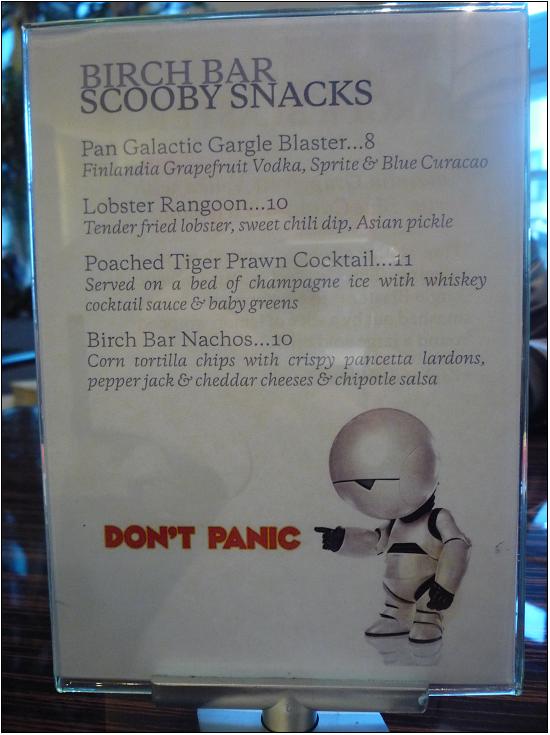 BIRCH BAR
SCOOBY SNACKS
Pan Galactic Gargle Blaster...8
Finlandia Grapefruit Vodka, Sprite & Blue Curacao
Lobster Rangoon...10
Tender fried lobster, sweet chili dip, Asian pickle
Poached Tiger Prawn Cocktail...11
Served on a bed of champagne ice with whiskey
cocktail sauce & baby greens
Birch Bar Nachos...10
Corn tortilla chips with crispy pancetta lardons,
pepper jack & cheddar cheeses & chipotle salsa
DON'T PANIC